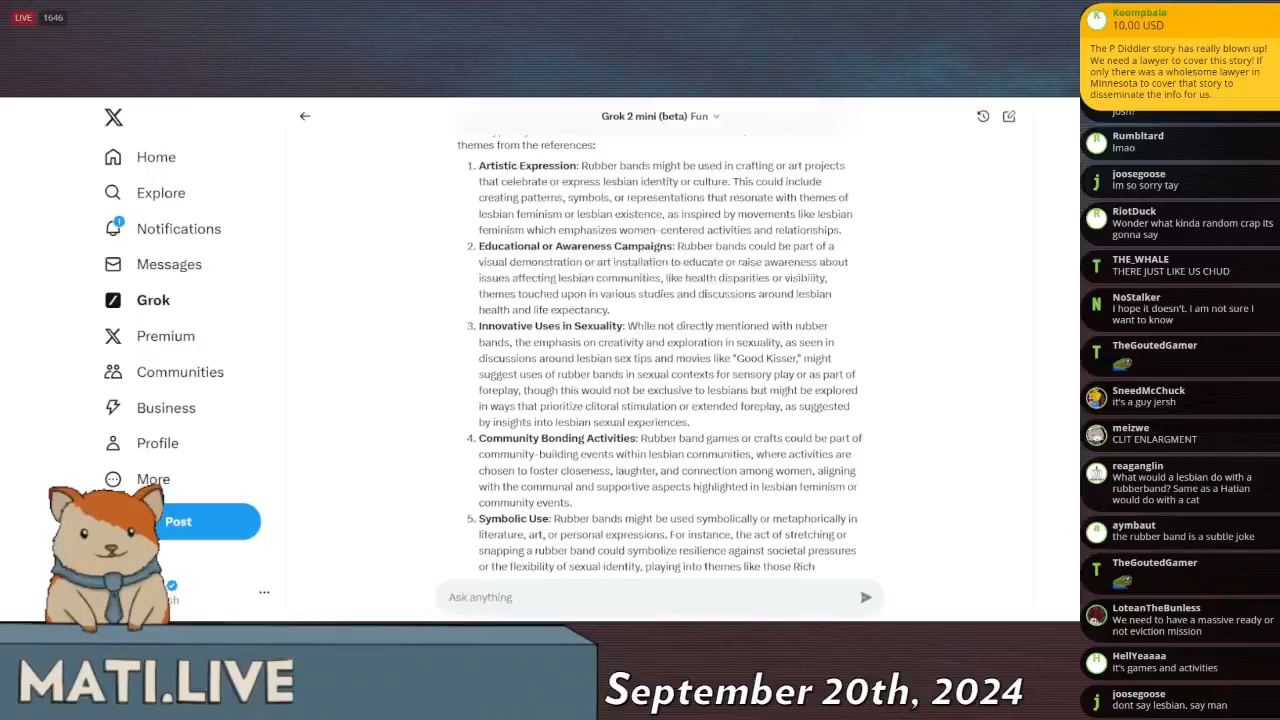 LIVE 1646
Home
Explore
1
Notifications
Messages
Grok
Premium
Communities
Business
Profile
More
Post
Grok 2 mini (beta) Fun
themes from the references:
1. Artistic Expression: Rubber bands might be used in crafting or art projects
that celebrate or express lesbian identity or culture. This could include
creating patterns, symbols, or representations that resonate with themes of
lesbian feminism or lesbian existence, as inspired by movements like lesbian
feminism which emphasizes women-centered activities and relationships.
2. Educational or Awareness Campaigns: Rubber bands could be part of a
visual demonstration or art installation to educate or raise awareness about
issues affecting lesbian communities, like health disparities or visibility,
themes touched upon in various studies and discussions around lesbian
health and life expectancy.
3. Innovative Uses in Sexuality: While not directly mentioned with rubber
bands, the emphasis on creativity and exploration in sexuality, as seen in
discussions around lesbian sex tips and movies like "Good Kisser," might
suggest uses of rubber bands in sexual contexts for sensory play or as part of
foreplay, though this would not be exclusive to lesbians but might be explored
in ways that prioritize clitoral stimulation or extended foreplay, as suggested
by insights into lesbian sexual experiences.
4. Community Bonding Activities: Rubber band games or crafts could be part of
community-building events within lesbian communities, where activities are
chosen to foster closeness, laughter, and connection among women, aligning
with the communal and supportive aspects highlighted in lesbian feminism or
community events.
5. Symbolic Use: Rubber bands might be used symbolically or metaphorically in
literature, art, or personal expressions. For instance, the act of stretching or
snapping a rubber band could symbolize resilience against societal pressures
or the flexibility of sexual identity, playing into themes like those Rich
Ask anything
K
Koompbala
10.00 USD
The P Diddler story has really blown up!
We need a lawyer to cover this story! If
only there was a wholesome lawyer in
Minnesota to cover that story to
disseminate the info for us.
josh!
R
Rumbltard
lmao
j
joosegoose
im so sorry tay
R
RiotDuck
Wonder what kinda random crap its
gonna say
T
THE_WHALE
THERE JUST LIKE US CHUD
N
NoStalker
I hope it doesn't. I am not sure I
want to know
T
TheGoutedGamer
SneedMcChuck
it's a guy jersh
meizwe
CLIT ENLARGMENT
reaganglin
What would a lesbian do with a
rubberband? Same as a Hatian
would do with a cat
a
aymbaut
the rubber band is a subtle joke
T
TheGoutedGamer
LoteanTheBunless
We need to have a massive ready or
not eviction mission
H
HellYeaaaa
It's games and activities
j
joosegoose
dont say lesbian, say man
MATI.LIVE
September 20th, 2024